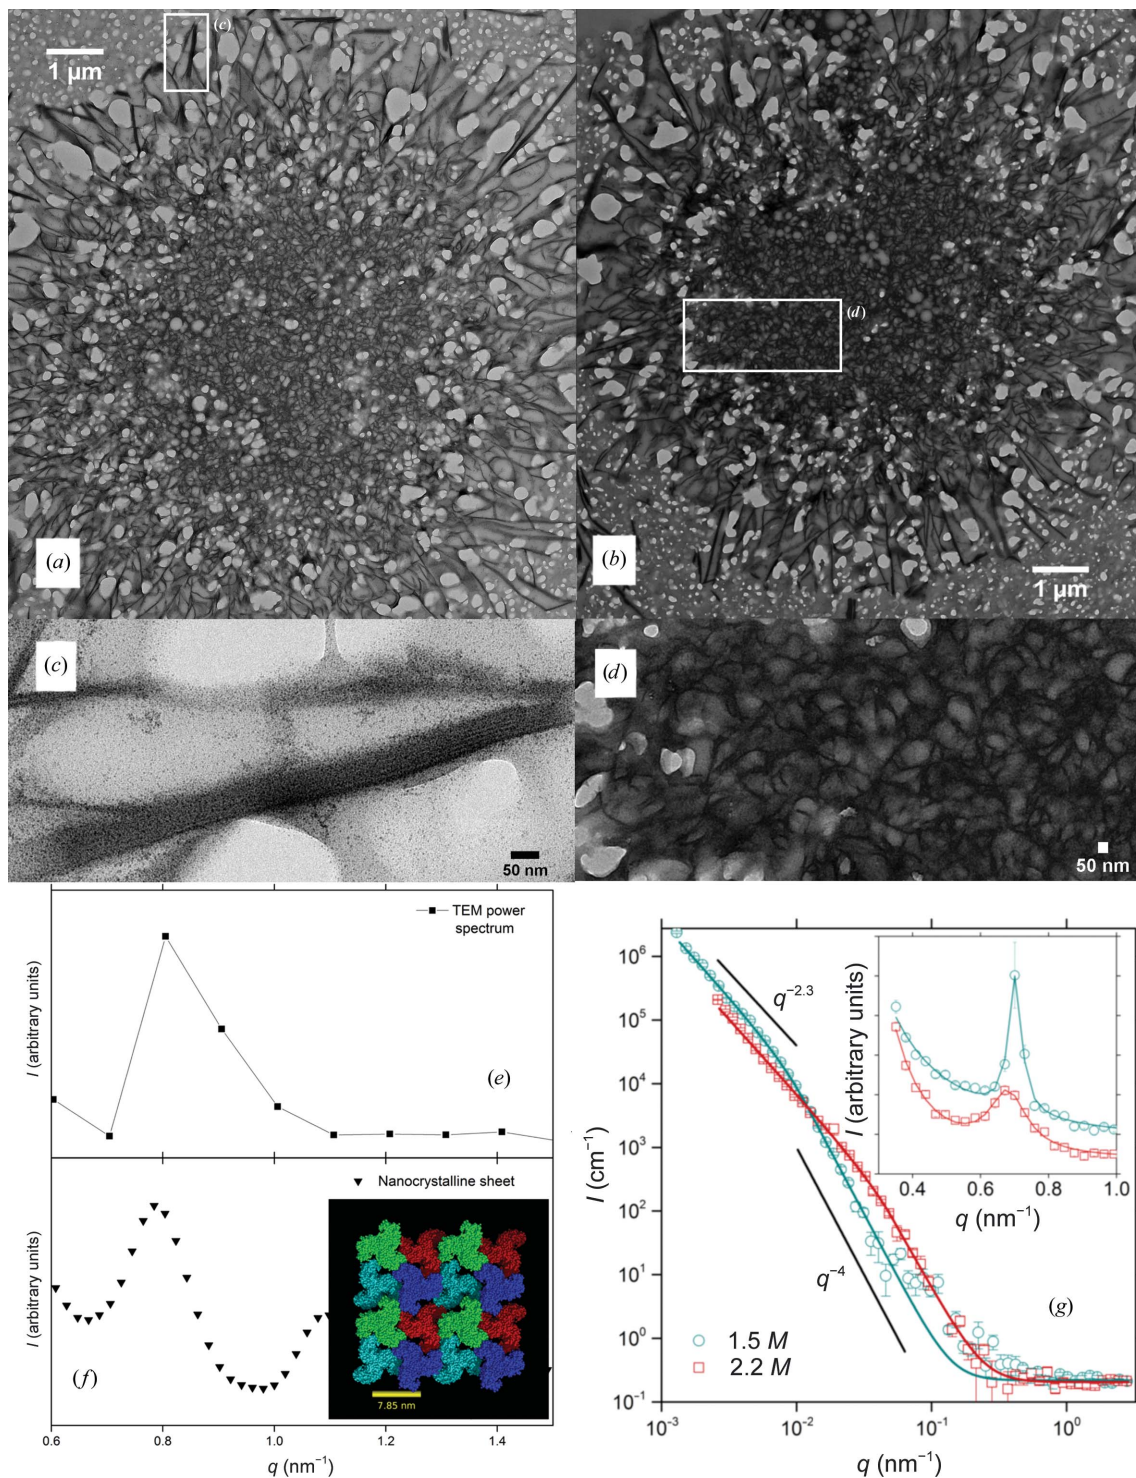 (c)
1 µm
(d)
(a)
(b)
1 µm
(c)
(d)
50 nm
50 nm
TEM power
spectrum
I (arbitrary units)
(e)
Nanocrystalline sheet
I (arbitrary units)
(f)
7.85 nm
0.6 0.8 1.0 1.2 1.4
q (nm⁻¹)
10⁶
10⁵
10⁴
10³
10²
10¹
10⁰
10⁻¹
I (cm⁻¹)
q⁻²·³
q⁻⁴
I (arbitrary units)
0.4 0.6 0.8 1.0
q (nm⁻¹)
(g)
1.5 M
2.2 M
10⁻³ 10⁻² 10⁻¹ 10⁰
q (nm⁻¹)